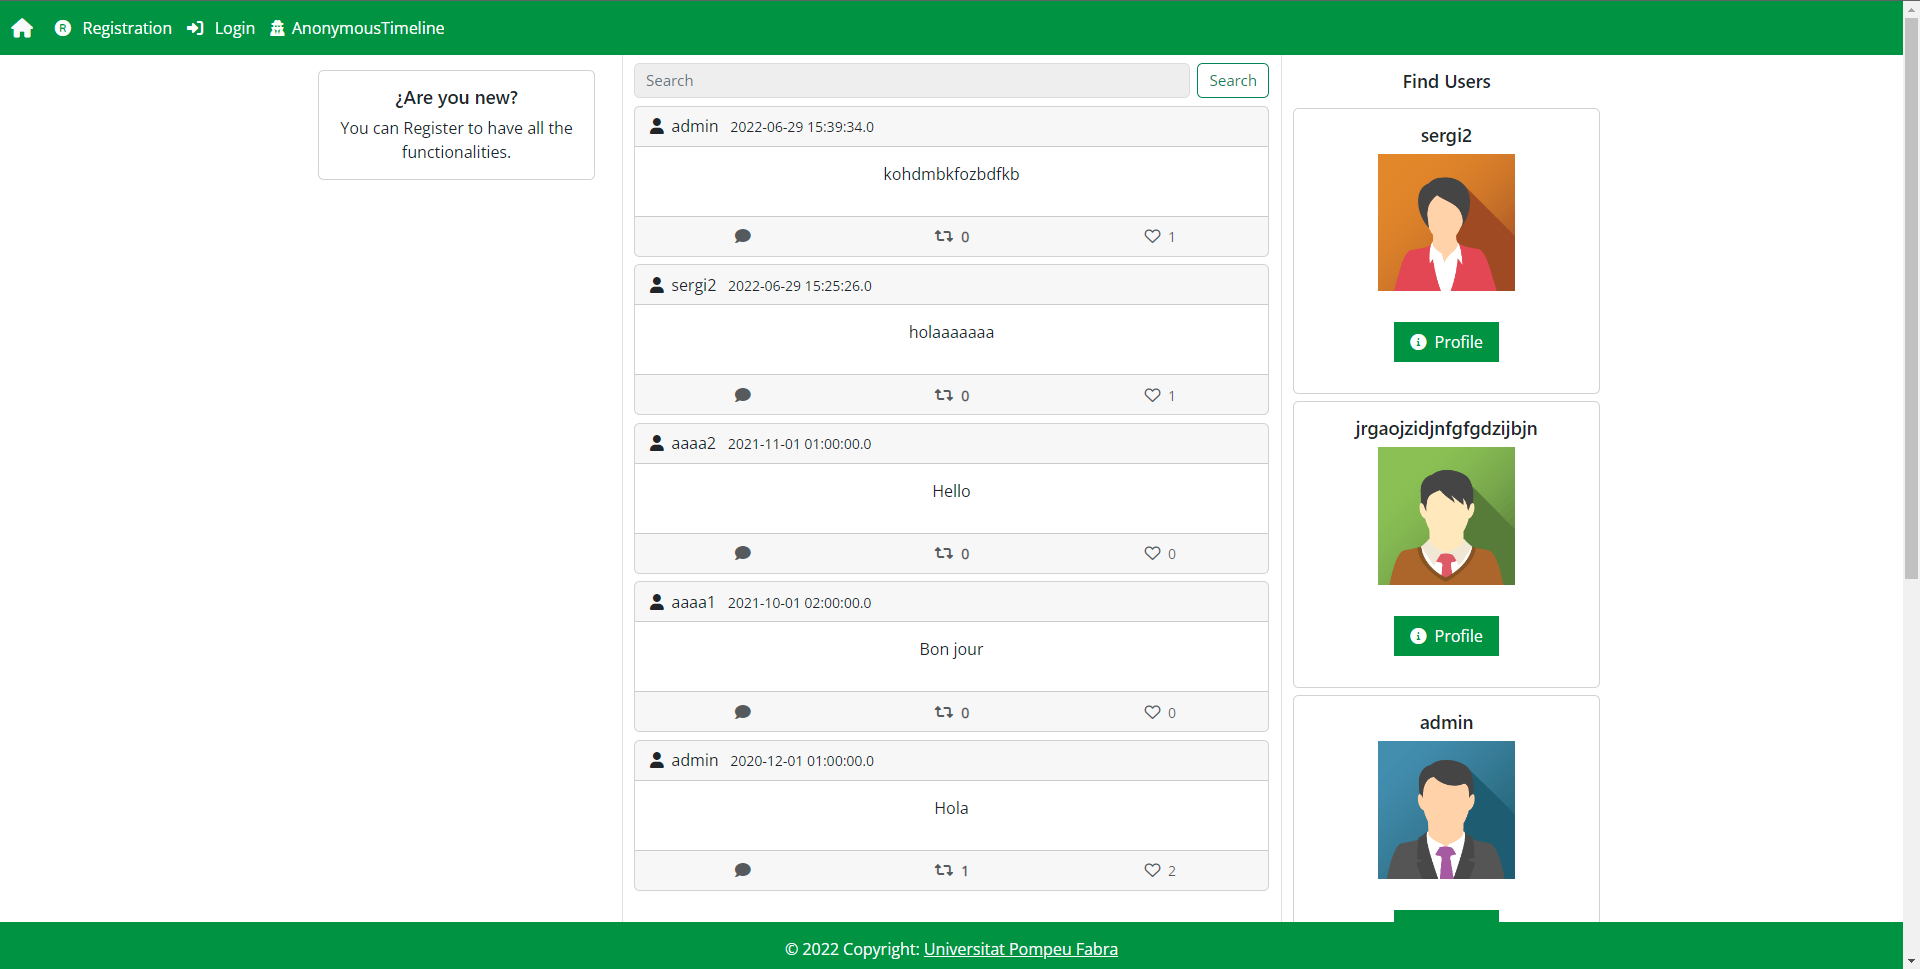 Registration Login AnonymousTimeline
¿Are you new?
You can Register to have all the
functionalities.
Search Search
admin 2022-06-29 15:39:34.0
kohdmbkfozbdfkb
0 1
sergi2 2022-06-29 15:25:26.0
holaaaaaaa
0 1
aaaa2 2021-11-01 01:00:00.0
Hello
0 0
aaaa1 2021-10-01 02:00:00.0
Bon jour
0 0
admin 2020-12-01 01:00:00.0
Hola
1 2
Find Users
sergi2
Profile
jrgaojzidjnfgfgdzijbjn
Profile
admin
© 2022 Copyright: Universitat Pompeu Fabra